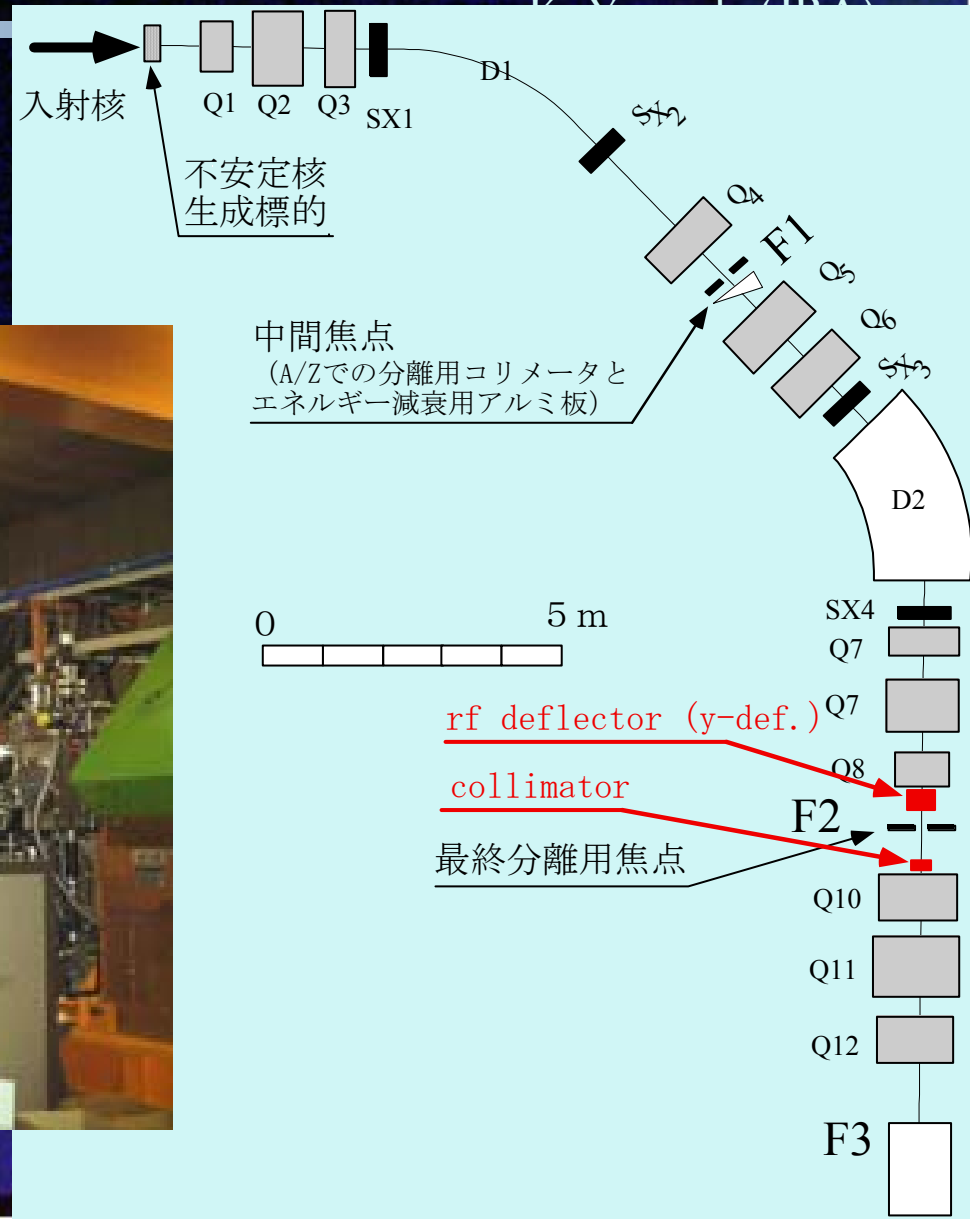 入射核
Q1
Q2
Q3
SX1
D1
SX2
不安定核
生成標的
Q4
F1
Q5
Q6
SX3
中間焦点
（A/Zでの分離用コリメータと
エネルギー減衰用アルミ板）
D2
SX4
0 5 m
Q7
Q7
rf deflector (y-def.)
Q8
collimator
F2
最終分離用焦点
Q10
Q11
Q12
F3